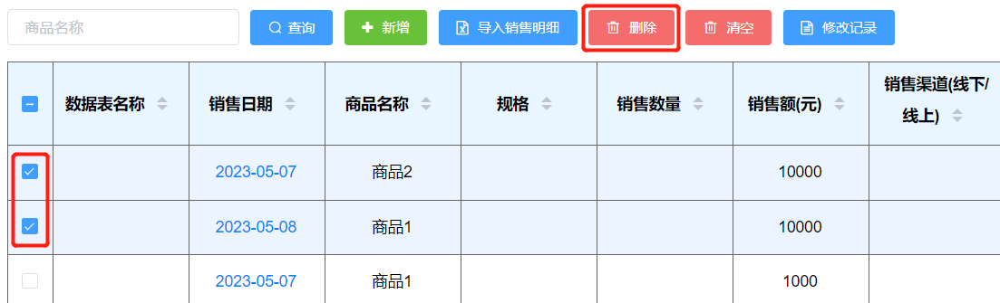 商品名称 查询 新增 导入销售明细 删除 清空 修改记录
数据表名称 销售日期 商品名称 规格 销售数量 销售额(元) 销售渠道(线下/
线上)
2023-05-07 商品2 10000
2023-05-08 商品1 10000
2023-05-07 商品1 1000